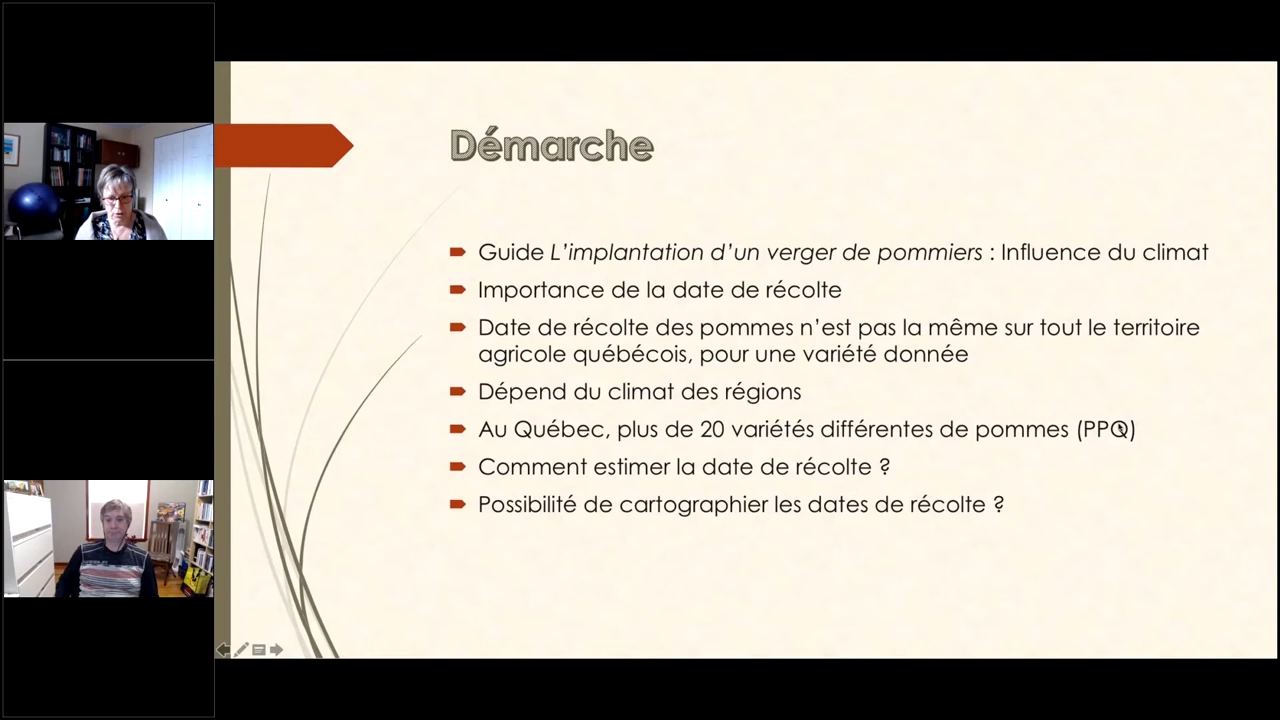 Démarche
Guide L'implantation d'un verger de pommiers : Influence du climat
Importance de la date de récolte
Date de récolte des pommes n'est pas la même sur tout le territoire
agricole québécois, pour une variété donnée
Dépend du climat des régions
Au Québec, plus de 20 variétés différentes de pommes (PPQ)
Comment estimer la date de récolte ?
Possibilité de cartographier les dates de récolte ?